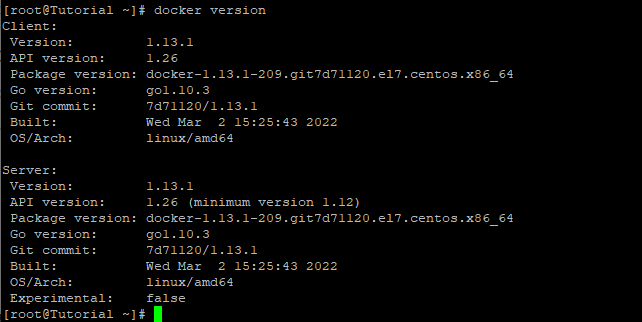 [root@Tutorial ~]# docker version
Client:
 Version:         1.13.1
 API version:     1.26
 Package version: docker-1.13.1-209.git7d71120.el7.centos.x86_64
 Go version:      go1.10.3
 Git commit:      7d71120/1.13.1
 Built:           Wed Mar  2 15:25:43 2022
 OS/Arch:         linux/amd64

Server:
 Version:         1.13.1
 API version:     1.26 (minimum version 1.12)
 Package version: docker-1.13.1-209.git7d71120.el7.centos.x86_64
 Go version:      go1.10.3
 Git commit:      7d71120/1.13.1
 Built:           Wed Mar  2 15:25:43 2022
 OS/Arch:         linux/amd64
 Experimental:    false
[root@Tutorial ~]#